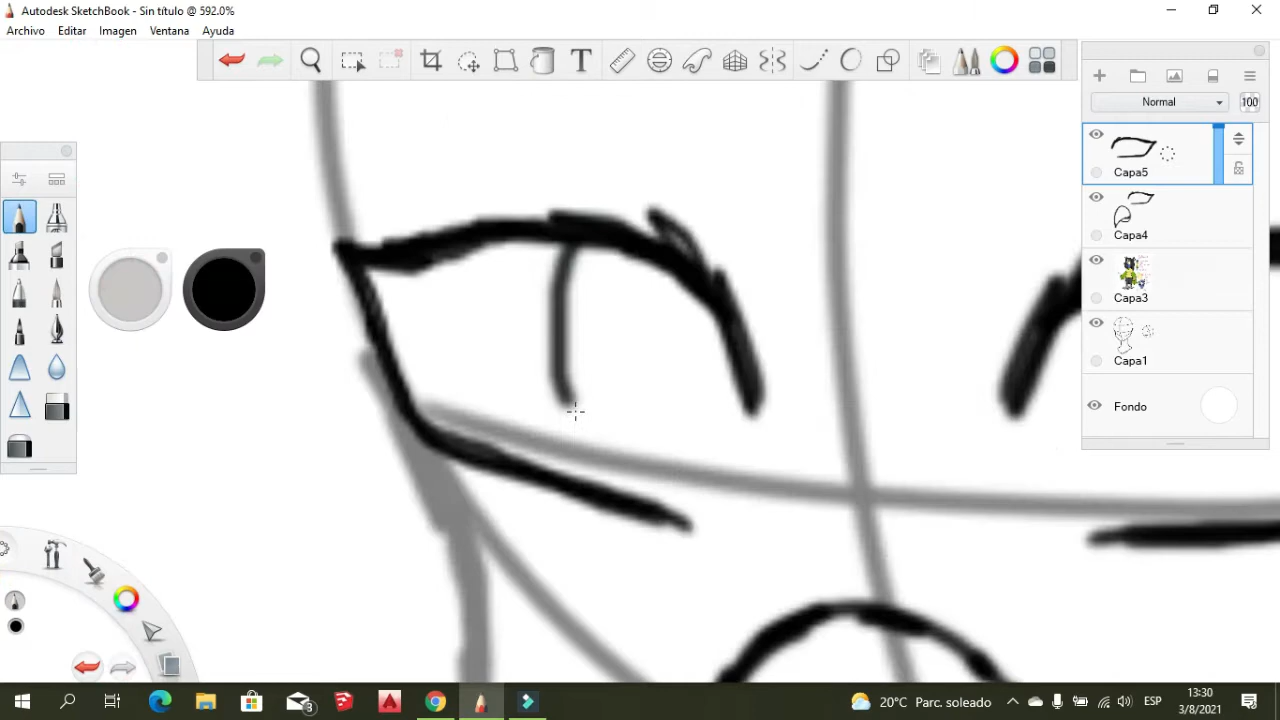 Autodesk SketchBook - Sin título @ 592.0%
Archivo Editar Imagen Ventana Ayuda
T
Normal 100
Capa5
Capa4
Capa3
Capa1
Fondo
3
20°C Parc. soleado
ESP
13:30
3/8/2021